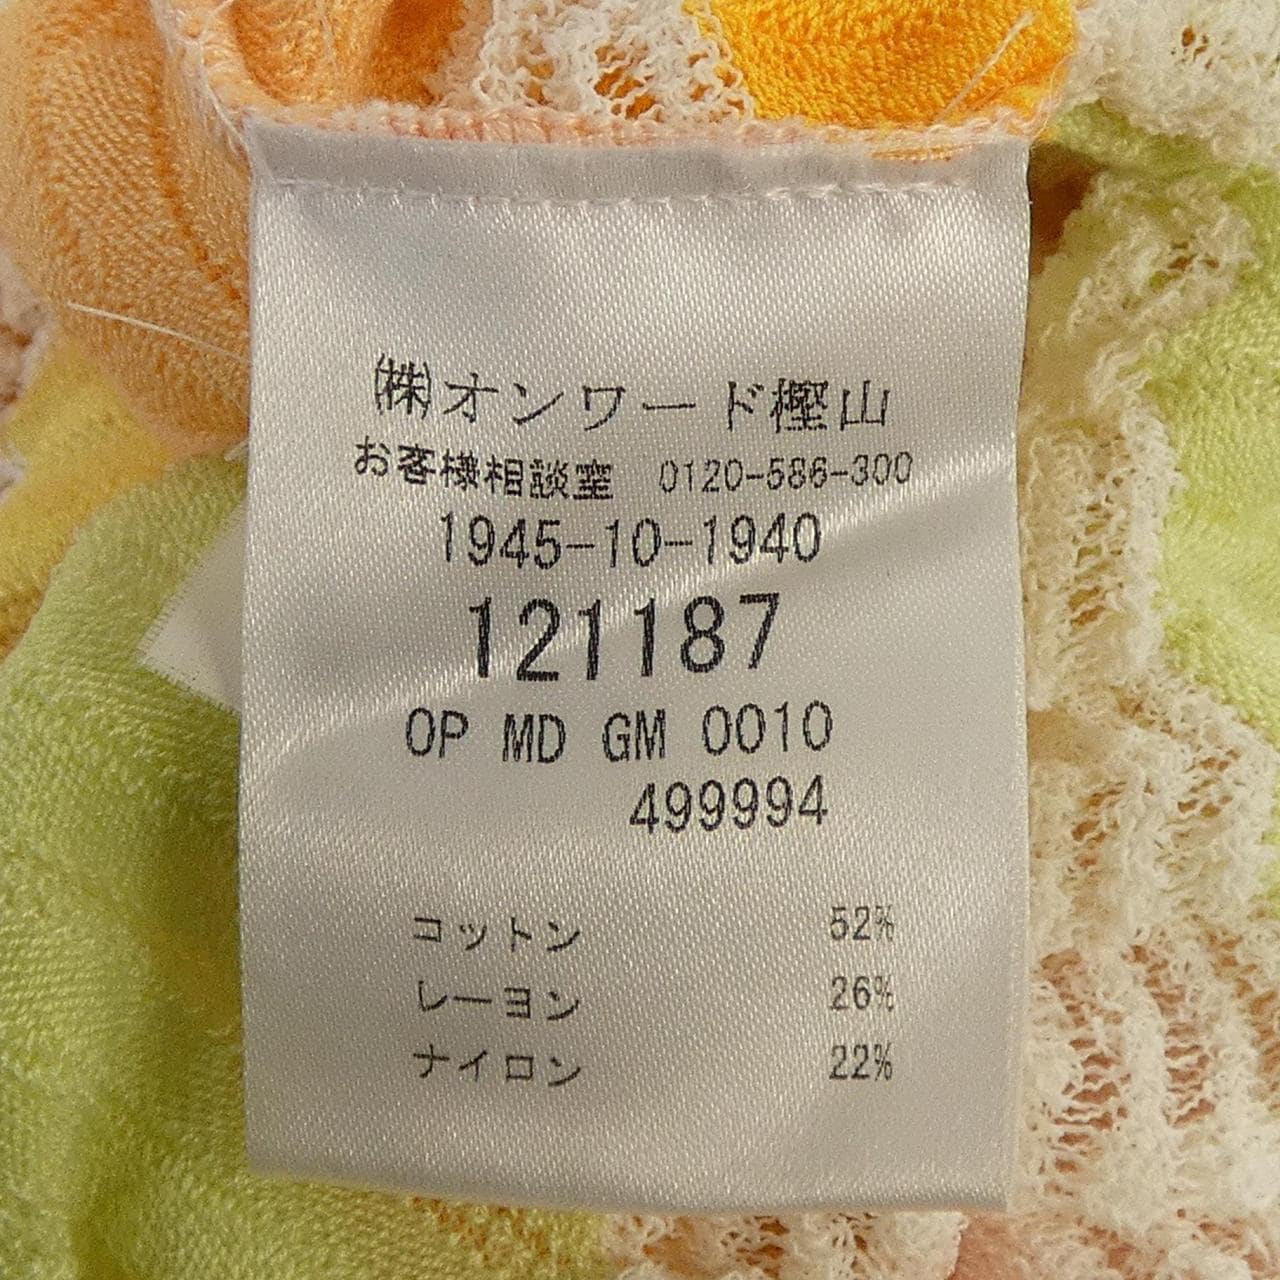 ㈱オンワード樫山
お客様相談室 0120-586-300
1945-10-1940
121187
OP MD GM 0010
499994
コットン 52%
レーヨン 26%
ナイロン 22%